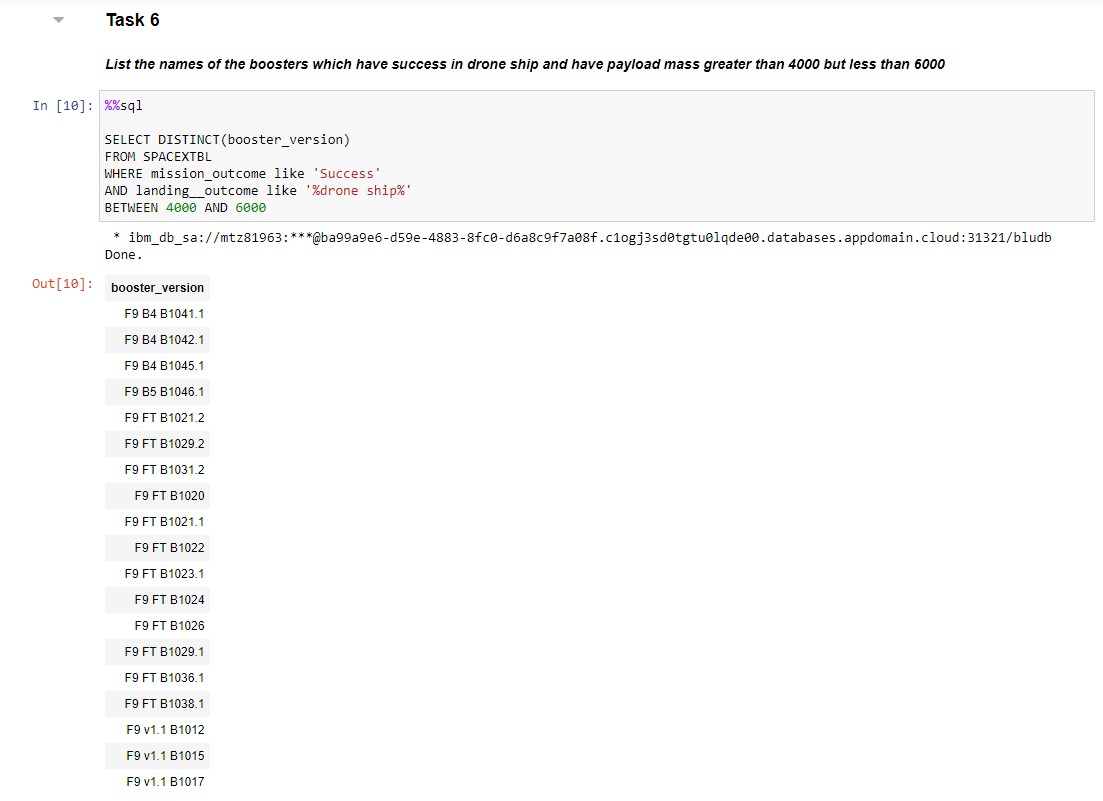 Task 6
List the names of the boosters which have success in drone ship and have payload mass greater than 4000 but less than 6000
In [10]: %%sql
SELECT DISTINCT(booster_version)
FROM SPACEXTBL
WHERE mission_outcome like 'Success'
AND landing__outcome like '%drone ship%'
BETWEEN 4000 AND 6000
* ibm_db_sa://mtz81963:***@ba99a9e6-d59e-4883-8fc0-d6a8c9f7a08f.c1ogj3sd0tgtu0lqde00.databases.appdomain.cloud:31321/bludb
Done.
Out[10]: booster_version
F9 B4 B1041.1
F9 B4 B1042.1
F9 B4 B1045.1
F9 B5 B1046.1
F9 FT B1021.2
F9 FT B1029.2
F9 FT B1031.2
F9 FT B1020
F9 FT B1021.1
F9 FT B1022
F9 FT B1023.1
F9 FT B1024
F9 FT B1026
F9 FT B1029.1
F9 FT B1036.1
F9 FT B1038.1
F9 v1.1 B1012
F9 v1.1 B1015
F9 v1.1 B1017